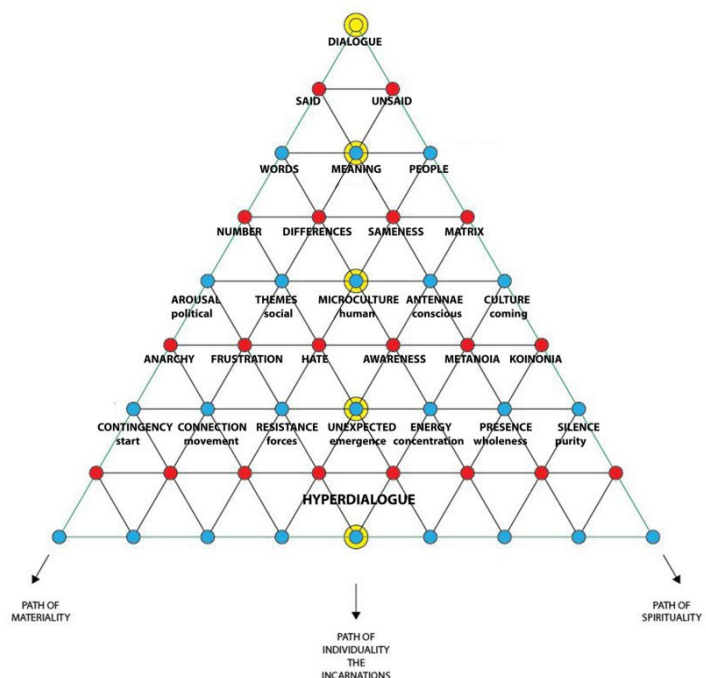 DIALOGUE
SAID UNSAID
WORDS MEANING PEOPLE
NUMBER DIFFERENCES SAMENESS MATRIX
AROUSAL THEMES MICROCULTURE ANTENNAE CULTURE
political social human conscious coming
ANARCHY FRUSTRATION HATE AWARENESS METANOIA KOINONIA
CONTINGENCY CONNECTION RESISTANCE UNEXPECTED ENERGY PRESENCE SILENCE
start movement forces emergence concentration wholeness purity
HYPERDIALOGUE
PATH OF
MATERIALITY
PATH OF
INDIVIDUALITY
THE
INCARNATIONS
PATH OF
SPIRITUALITY